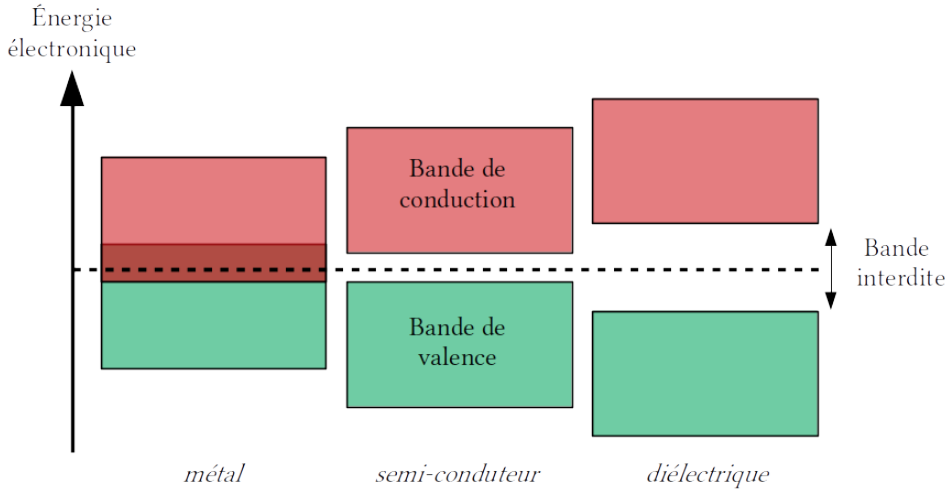 Énergie
électronique
Bande de
conduction
Bande
interdite
Bande de
valence
métal
semi-conduteur
diélectrique